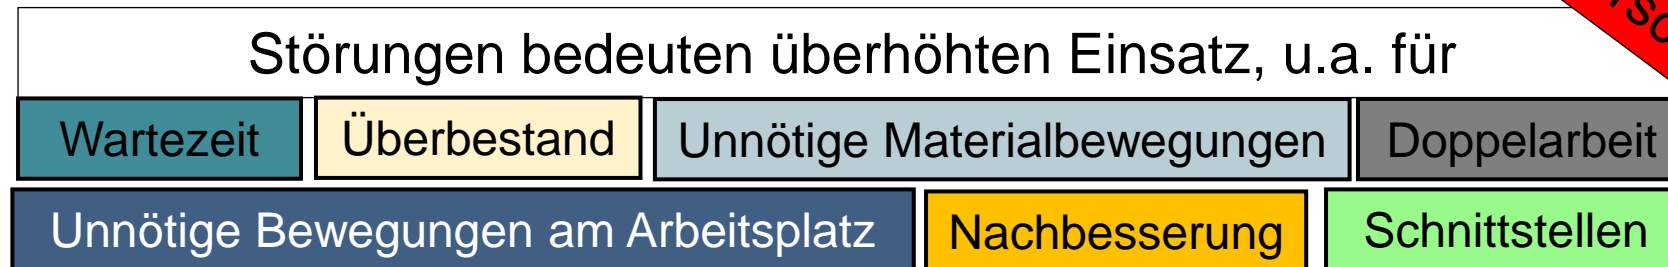 Störungen bedeuten überhöhten Einsatz, u.a. für
Wartezeit Überbestand Unnötige Materialbewegungen Doppelarbeit
Unnötige Bewegungen am Arbeitsplatz Nachbesserung Schnittstellen